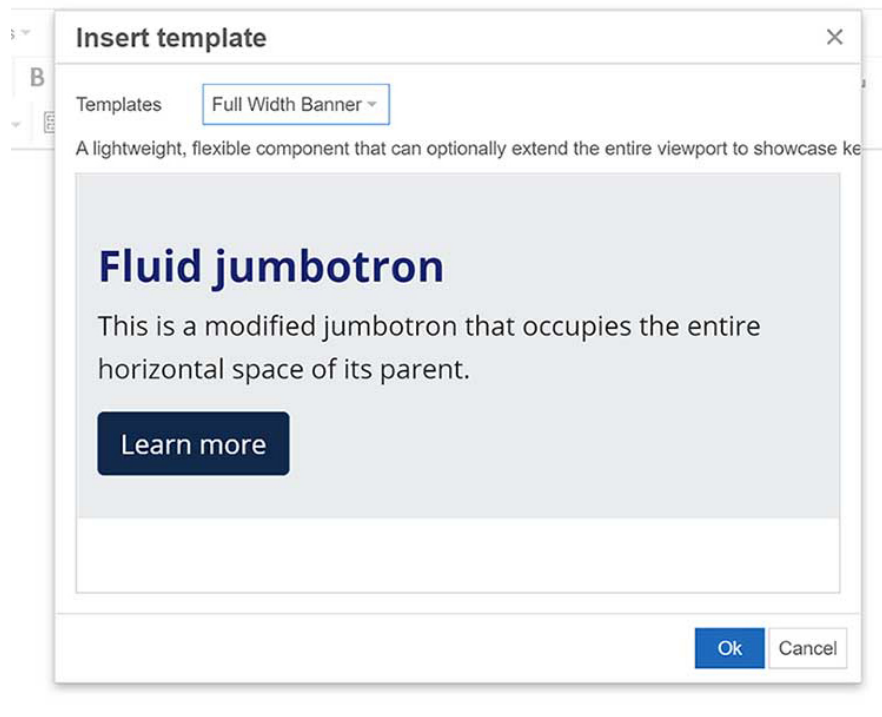 Insert template
B
Templates
Full Width Banner
A lightweight, flexible component that can optionally extend the entire viewport to showcase ke
Fluid jumbotron
This is a modified jumbotron that occupies the entire
horizontal space of its parent.
Learn more
Ok
Cancel